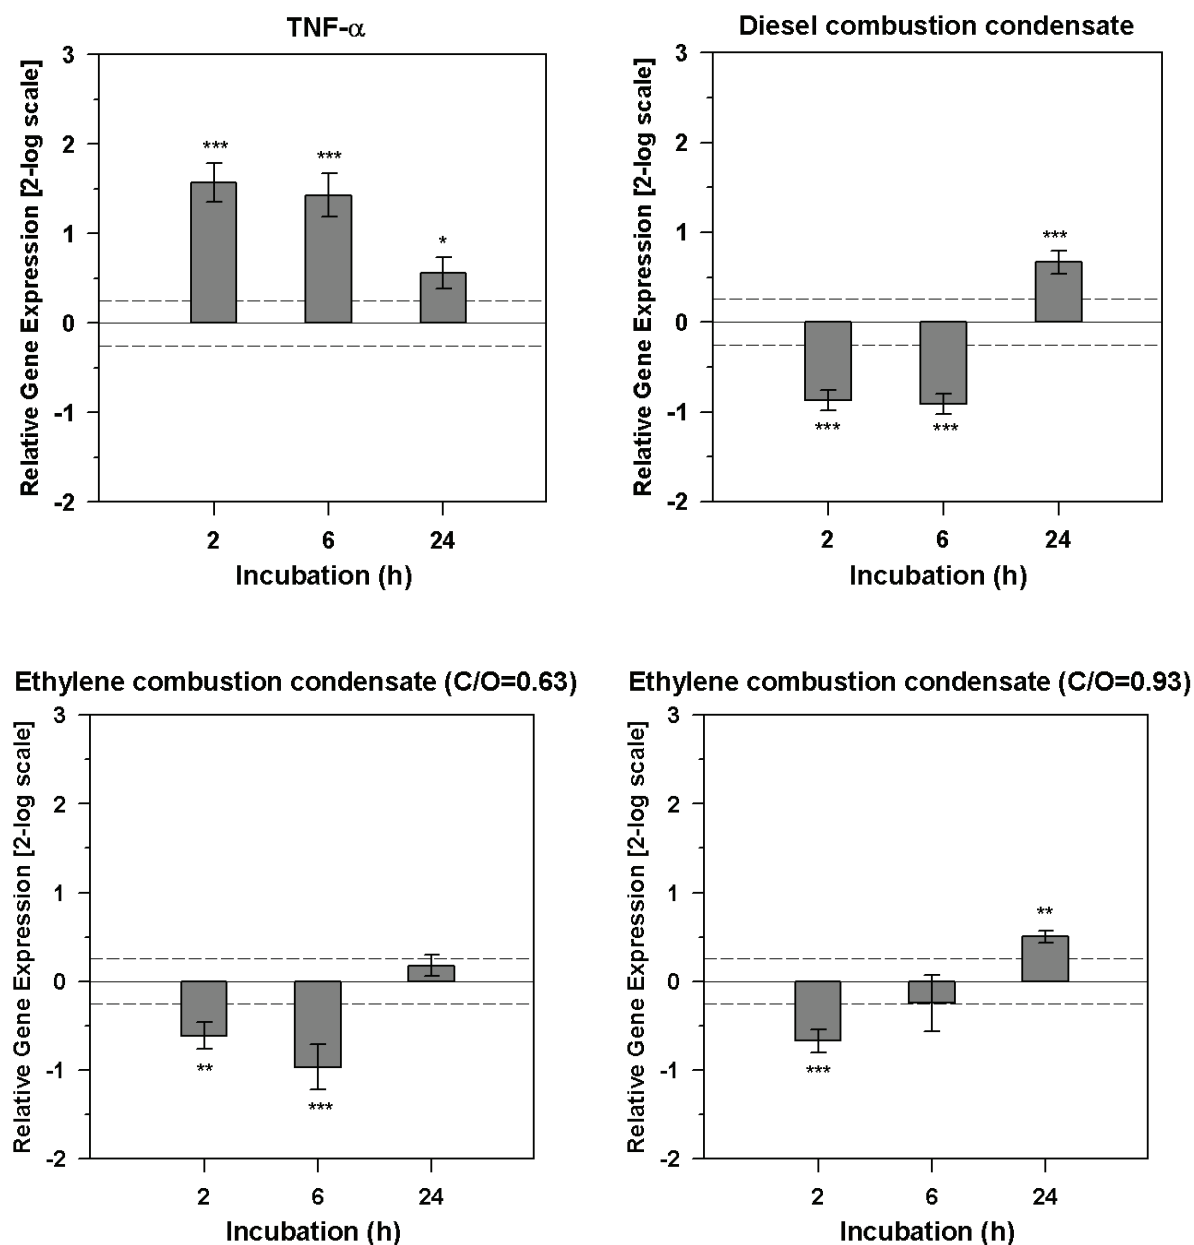 TNF-α
Relative Gene Expression [2-log scale]
3
2
1
0
-1
-2
***
***
*
2 6 24
Incubation (h)
Diesel combustion condensate
Relative Gene Expression [2-log scale]
3
2
1
0
-1
-2
***
***
***
2 6 24
Incubation (h)
Ethylene combustion condensate (C/O=0.63)
Relative Gene Expression [2-log scale]
3
2
1
0
-1
-2
**
***
2 6 24
Incubation (h)
Ethylene combustion condensate (C/O=0.93)
Relative Gene Expression [2-log scale]
3
2
1
0
-1
-2
***
**
2 6 24
Incubation (h)